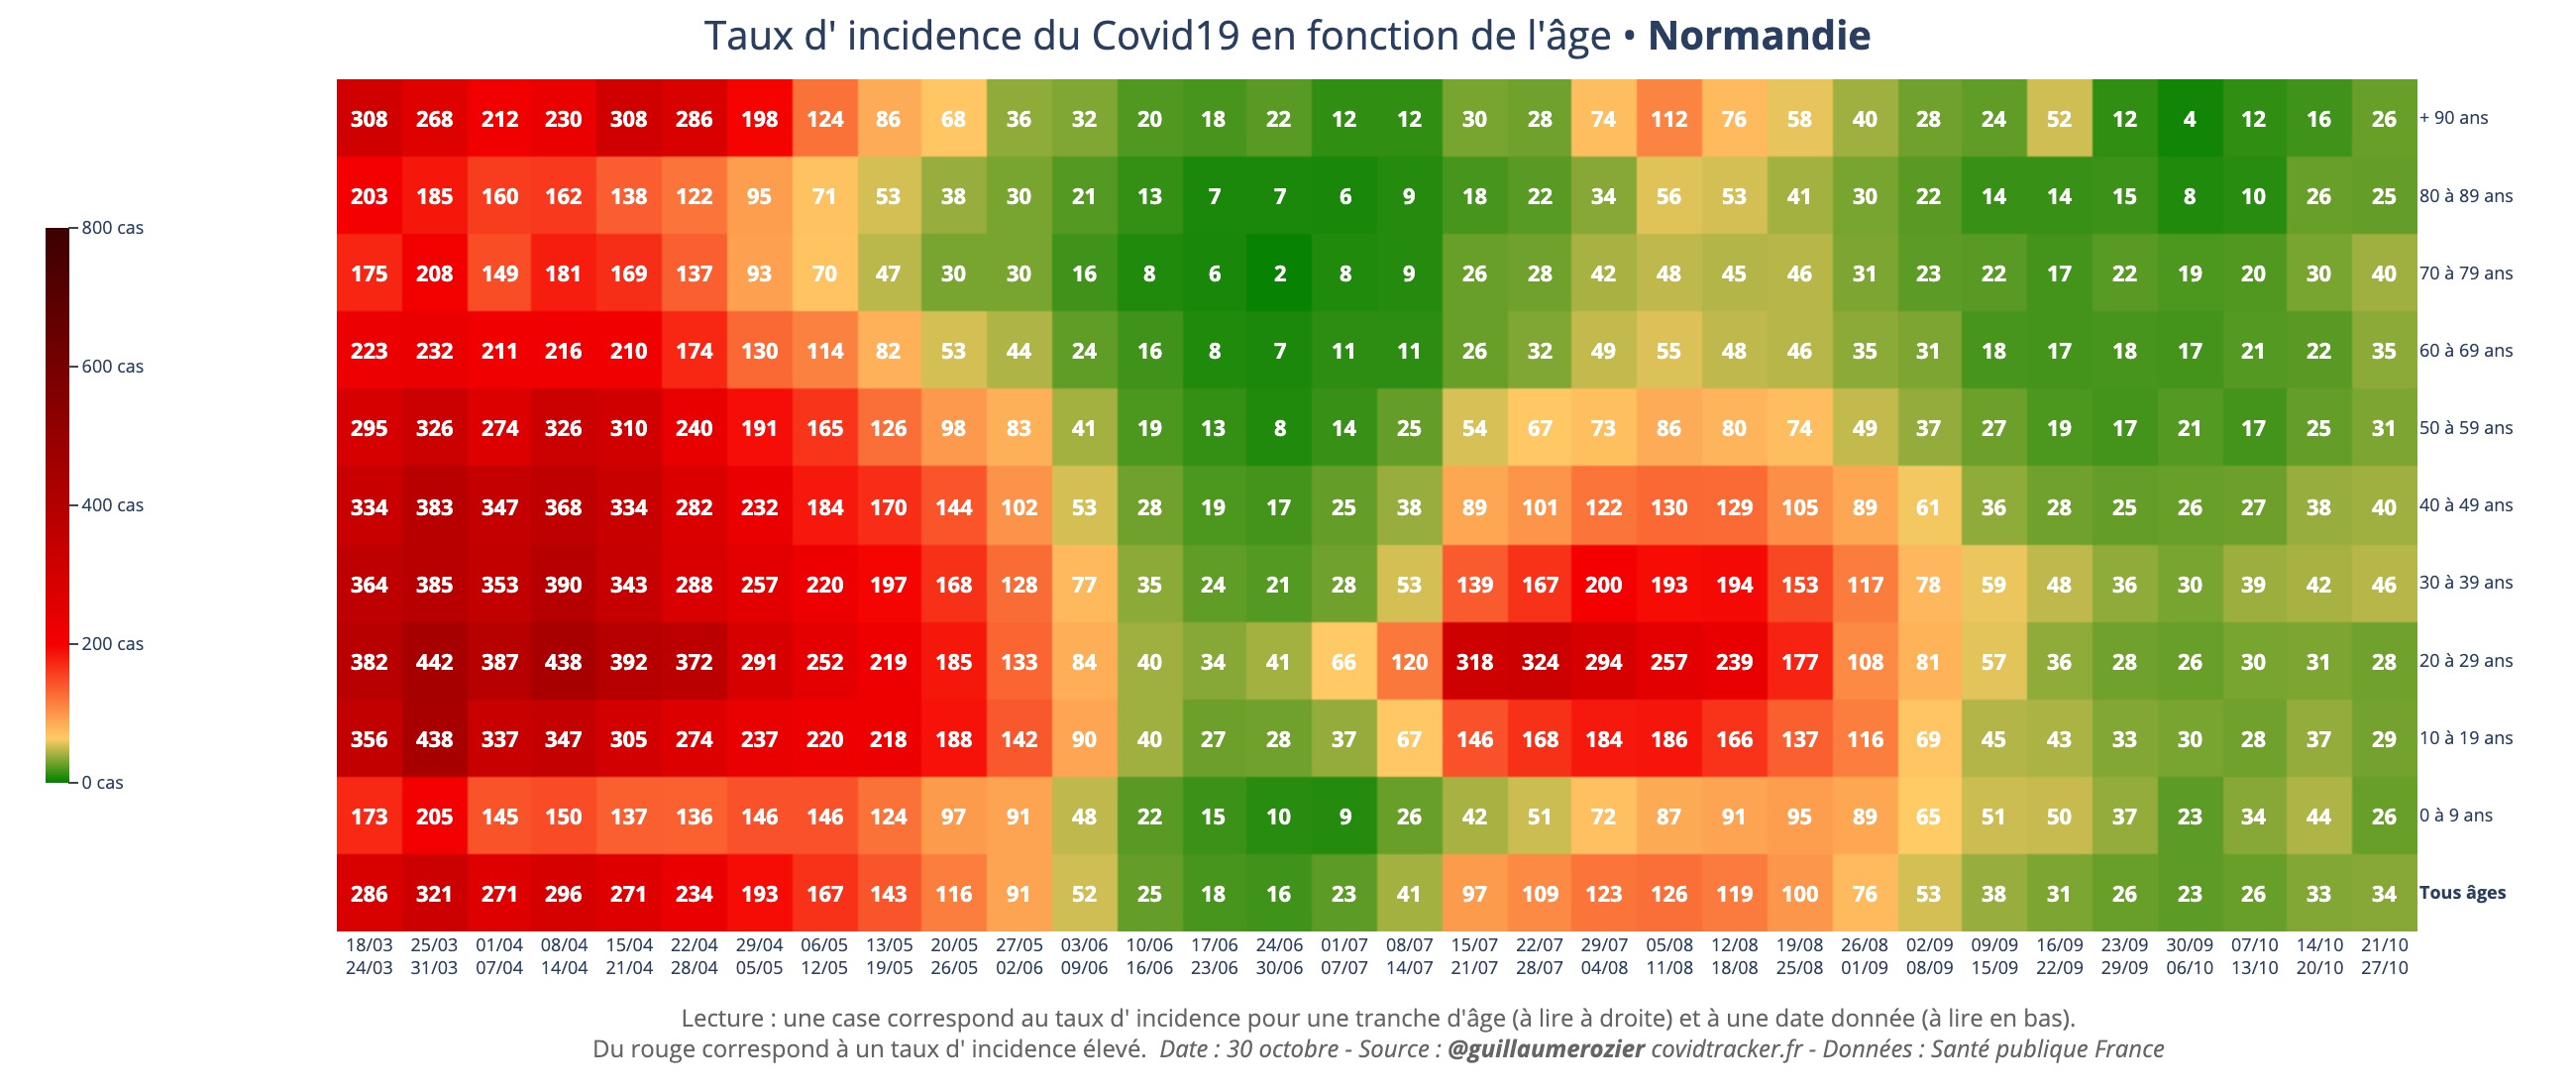 Taux d' incidence du Covid19 en fonction de l'âge • Normandie
308 268 212 230 308 286 198 124 86 68 36 32 20 18 22 12 12 30 28 74 112 76 58 40 28 24 52 12 4 12 16 26 + 90 ans
203 185 160 162 138 122 95 71 53 38 30 21 13 7 7 6 9 18 22 34 56 53 41 30 22 14 14 15 8 10 26 25 80 à 89 ans
175 208 149 181 169 137 93 70 47 30 30 16 8 6 2 8 9 26 28 42 48 45 46 31 23 22 17 22 19 20 30 40 70 à 79 ans
223 232 211 216 210 174 130 114 82 53 44 24 16 8 7 11 11 26 32 49 55 48 46 35 31 18 17 18 17 21 22 35 60 à 69 ans
295 326 274 326 310 240 191 165 126 98 83 41 19 13 8 14 25 54 67 73 86 80 74 49 37 27 19 17 21 17 25 31 50 à 59 ans
334 383 347 368 334 282 232 184 170 144 102 53 28 19 17 25 38 89 101 122 130 129 105 89 61 36 28 25 26 27 38 40 40 à 49 ans
364 385 353 390 343 288 257 220 197 168 128 77 35 24 21 28 53 139 167 200 193 194 153 117 78 59 48 36 30 39 42 46 30 à 39 ans
382 442 387 438 392 372 291 252 219 185 133 84 40 34 41 66 120 318 324 294 257 239 177 108 81 57 36 28 26 30 31 28 20 à 29 ans
356 438 337 347 305 274 237 220 218 188 142 90 40 27 28 37 67 146 168 184 186 166 137 116 69 45 43 33 30 28 37 29 10 à 19 ans
173 205 145 150 137 136 146 146 124 97 91 48 22 15 10 9 26 42 51 72 87 91 95 89 65 51 50 37 23 34 44 26 0 à 9 ans
286 321 271 296 271 234 193 167 143 116 91 52 25 18 16 23 41 97 109 123 126 119 100 76 53 38 31 26 23 26 33 34 Tous âges
18/03 25/03 01/04 08/04 15/04 22/04 29/04 06/05 13/05 20/05 27/05 03/06 10/06 17/06 24/06 01/07 08/07 15/07 22/07 29/07 05/08 12/08 19/08 26/08 02/09 09/09 16/09 23/09 30/09 07/10 14/10 21/10
24/03 31/03 07/04 14/04 21/04 28/04 05/05 12/05 19/05 26/05 02/06 09/06 16/06 23/06 30/06 07/07 14/07 21/07 28/07 04/08 11/08 18/08 25/08 01/09 08/09 15/09 22/09 29/09 06/10 13/10 20/10 27/10
800 cas
600 cas
400 cas
200 cas
0 cas
Lecture : une case correspond au taux d' incidence pour une tranche d'âge (à lire à droite) et à une date donnée (à lire en bas).
Du rouge correspond à un taux d' incidence élevé. Date : 30 octobre - Source : @guillaumerozier covidtracker.fr - Données : Santé publique France